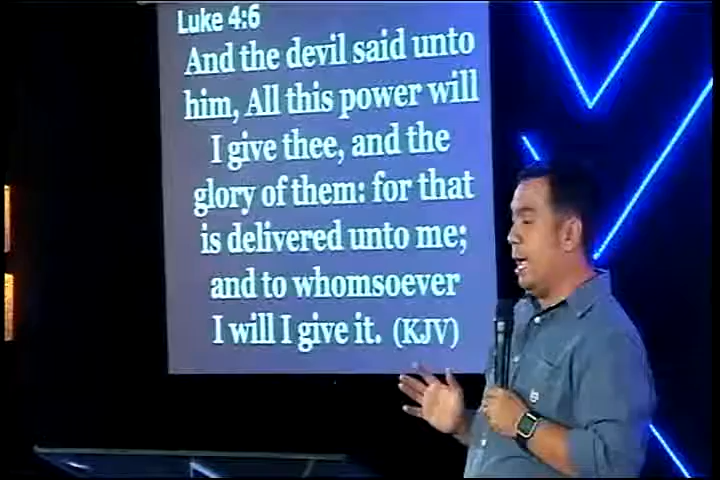 Luke 4:6
And the devil said unto
him, All this power will
I give thee, and the
glory of them: for that
is delivered unto me;
and to whomsoever
I will I give it. (KJV)